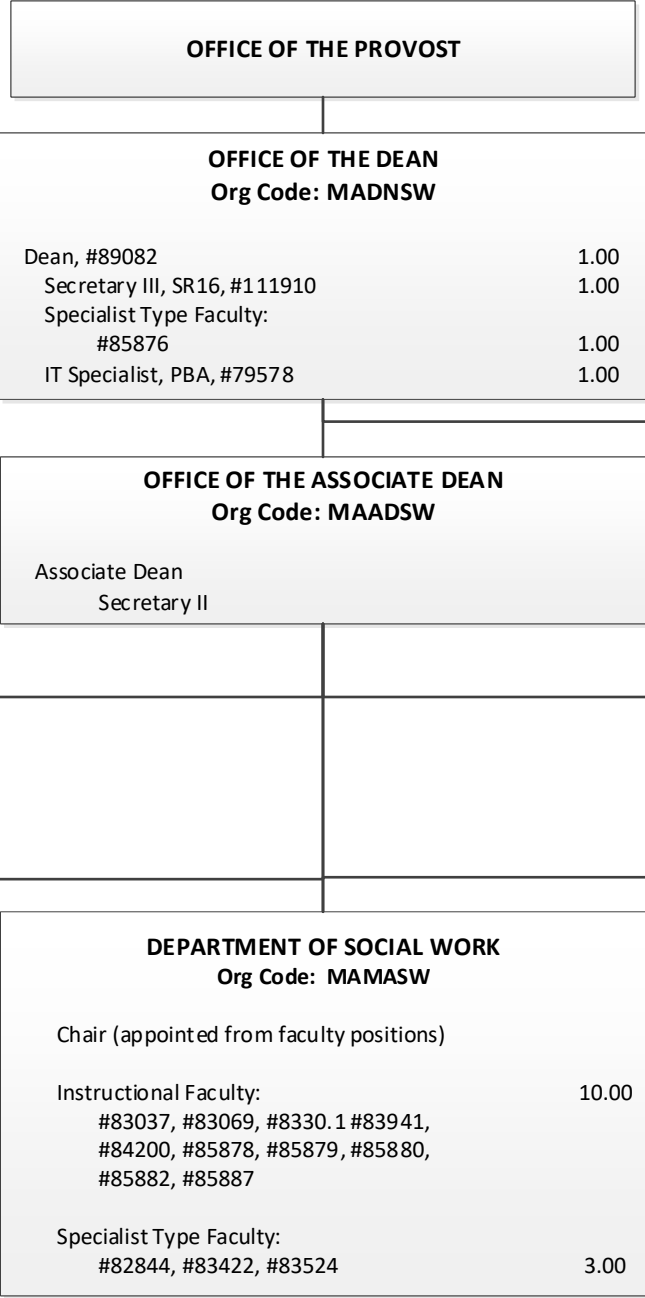 OFFICE OF THE PROVOST
OFFICE OF THE DEAN
Org Code: MADNSW
Dean, #89082 1.00
Secretary III, SR16, #111910 1.00
Specialist Type Faculty:
#85876 1.00
IT Specialist, PBA, #79578 1.00
OFFICE OF THE ASSOCIATE DEAN
Org Code: MAADSW
Associate Dean
Secretary II
DEPARTMENT OF SOCIAL WORK
Org Code: MAMASW
Chair (appointed from faculty positions)
Instructional Faculty: 10.00
#83037, #83069, #8330.1 #83941,
#84200, #85878, #85879, #85880,
#85882, #85887
Specialist Type Faculty:
#82844, #83422, #83524 3.00